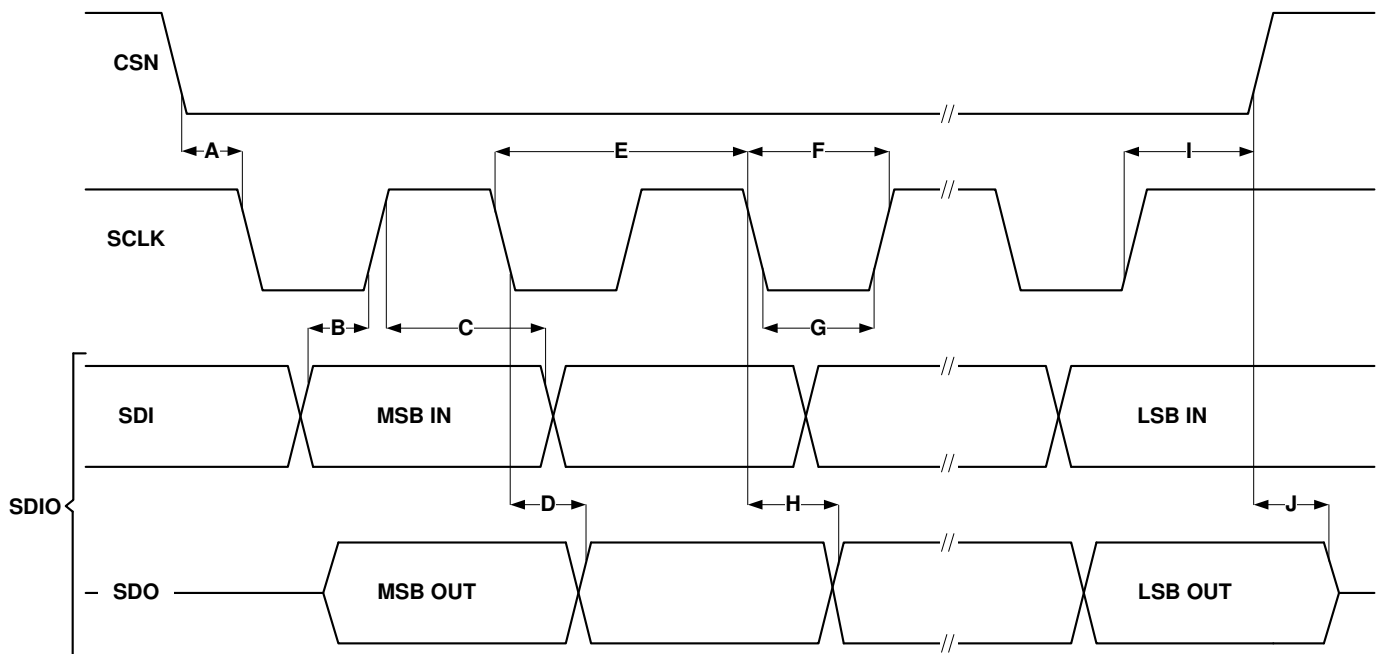 CSN
A
E
F
I
SCLK
B
C
G
SDI
MSB IN
LSB IN
SDIO
D
H
J
SDO
MSB OUT
LSB OUT